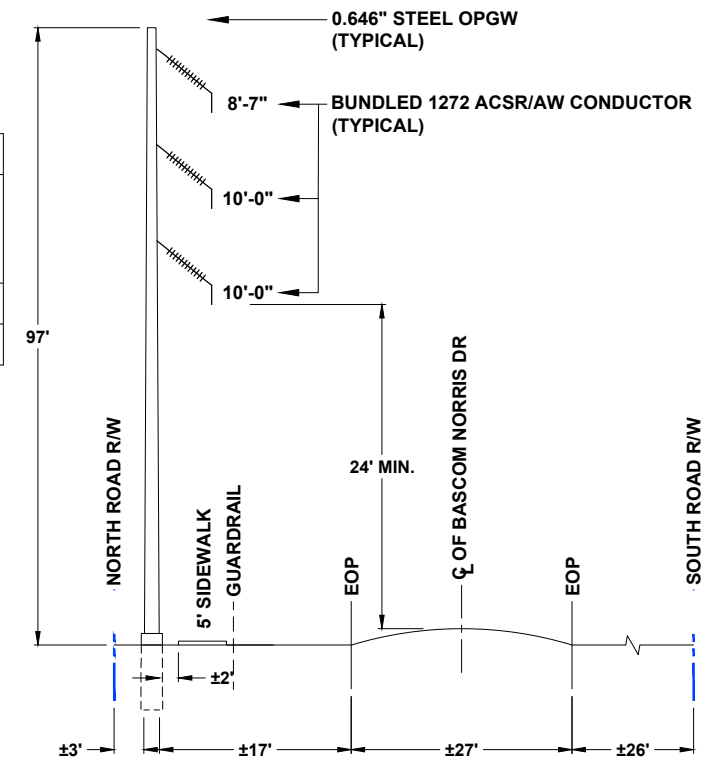 0.646" STEEL OPGW
(TYPICAL)
8'-7"
BUNDLED 1272 ACSR/AW CONDUCTOR
(TYPICAL)
10'-0"
10'-0"
97'
24' MIN.
NORTH ROAD R/W
5' SIDEWALK
GUARDRAIL
EOP
℄ OF BASCOM NORRIS DR
EOP
SOUTH ROAD R/W
±2'
±3'
±17'
±27'
±26'